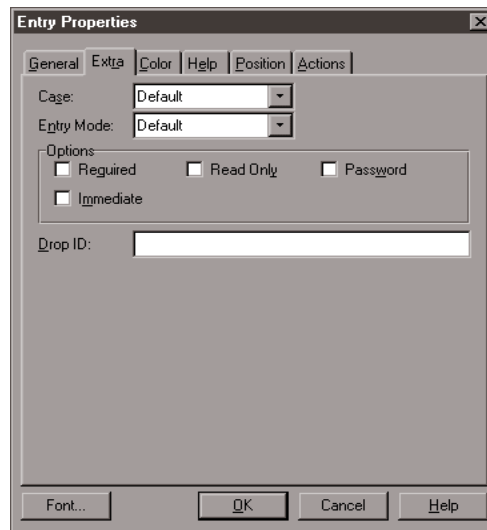 Entry Properties
General Extra Color Help Position Actions
Case: Default
Entry Mode: Default
Options
Required Read Only Password
Immediate
Drop ID:
Font... OK Cancel Help